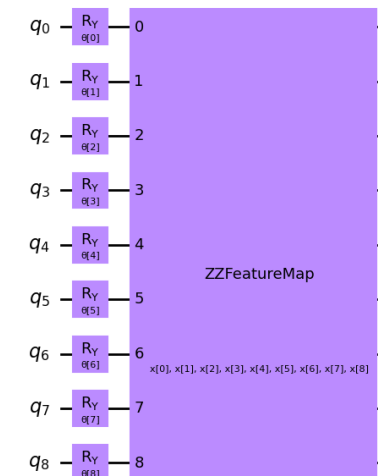 q0 RY 0
θ[0]
q1 RY 1
θ[1]
q2 RY 2
θ[2]
q3 RY 3
θ[3]
q4 RY 4
θ[4]
ZZFeatureMap
q5 RY 5
θ[5]
q6 RY 6
θ[6] x[0], x[1], x[2], x[3], x[4], x[5], x[6], x[7], x[8]
q7 RY 7
θ[7]
q8 RY 8
θ[8]